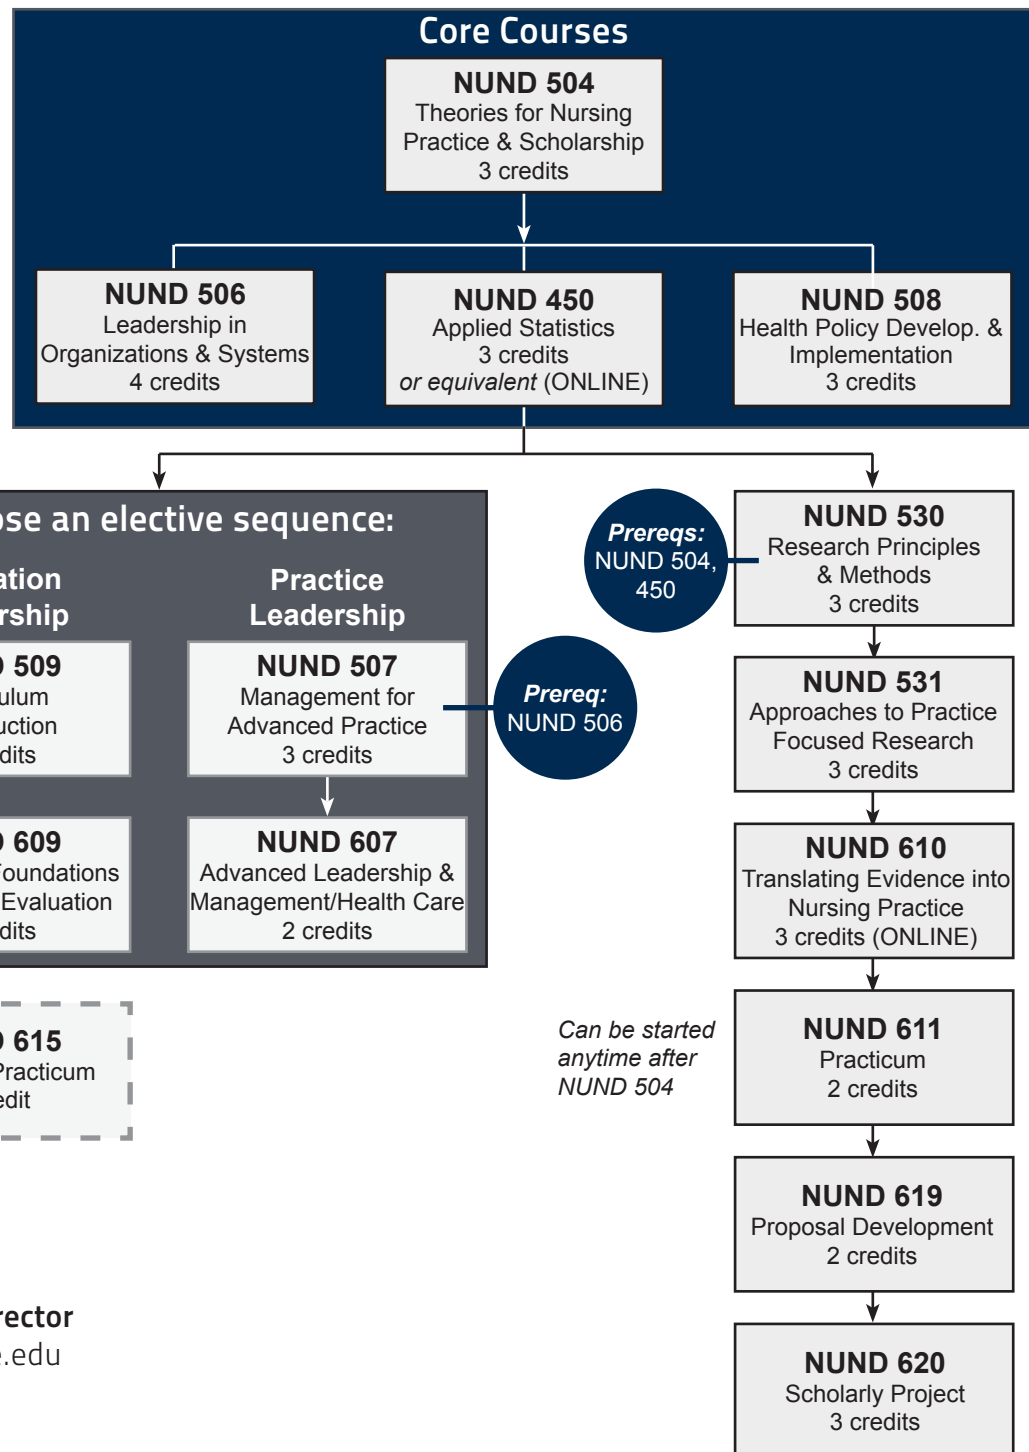 Core Courses
NUND 504
Theories for Nursing
Practice & Scholarship
3 credits
NUND 506
Leadership in
Organizations & Systems
4 credits
NUND 450
Applied Statistics
3 credits
or equivalent (ONLINE)
NUND 508
Health Policy Develop. &
Implementation
3 credits
ose an elective sequence:
ation
rship
509
ulum
uction
dits
609
Foundations
Evaluation
dits
615
Practicum
edit
Practice
Leadership
NUND 507
Management for
Advanced Practice
3 credits
Prereq:
NUND 506
NUND 607
Advanced Leadership &
Management/Health Care
2 credits
Prereqs:
NUND 504,
450
NUND 530
Research Principles
& Methods
3 credits
NUND 531
Approaches to Practice
Focused Research
3 credits
NUND 610
Translating Evidence into
Nursing Practice
3 credits (ONLINE)
Can be started
anytime after
NUND 504
NUND 611
Practicum
2 credits
NUND 619
Proposal Development
2 credits
NUND 620
Scholarly Project
3 credits
rector
e.edu